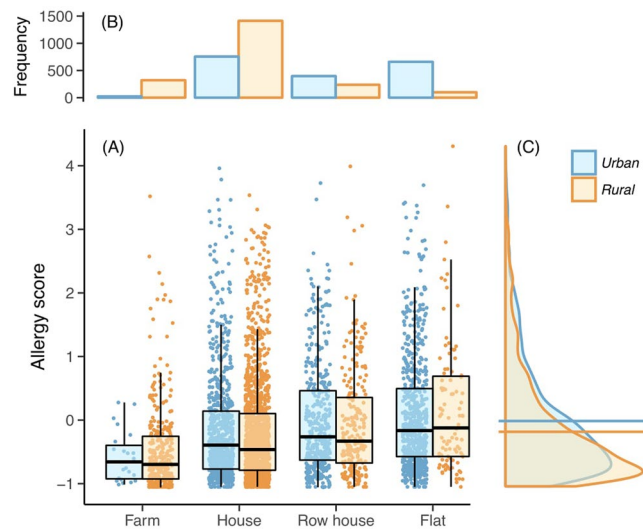 (B)
Frequency
1500
1000
500
0
(A)
Allergy score
4
3
2
1
0
−1
Farm House Row house Flat
(C)
Urban
Rural